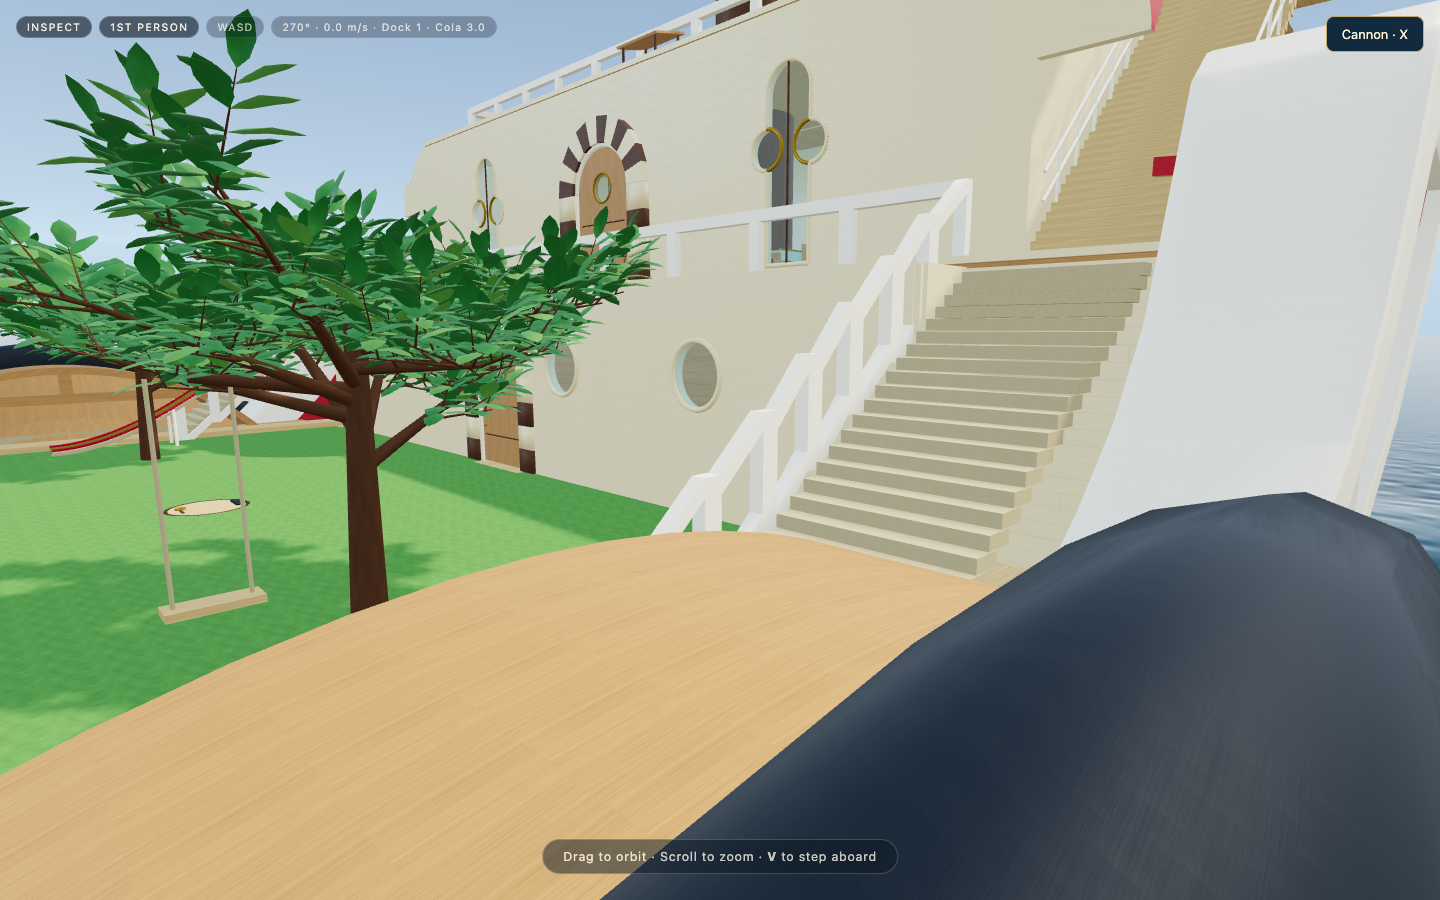 INSPECT
1ST PERSON
WASD
270° · 0.0 m/s · Dock 1 · Cola 3.0
Cannon · X
Drag to orbit · Scroll to zoom · V to step aboard